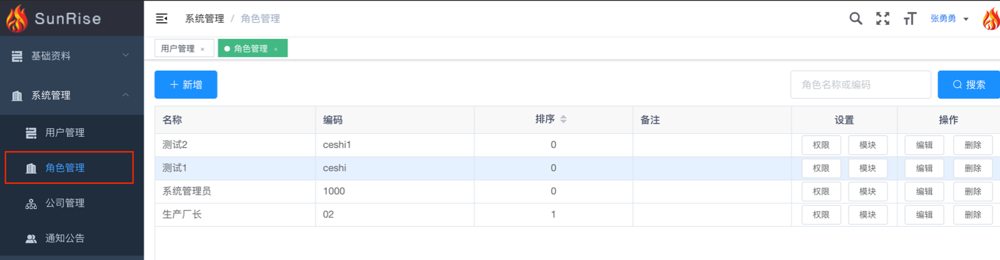 SunRise
系统管理 / 角色管理
张勇勇
用户管理 ×
角色管理 ×
基础资料
系统管理
用户管理
角色管理
公司管理
通知公告
+ 新增
角色名称或编码
搜索
名称 编码 排序 备注 设置 操作
测试2 ceshi1 0 权限 模块 编辑 删除
测试1 ceshi 0 权限 模块 编辑 删除
系统管理员 1000 0 权限 模块 编辑 删除
生产厂长 02 1 权限 模块 编辑 删除